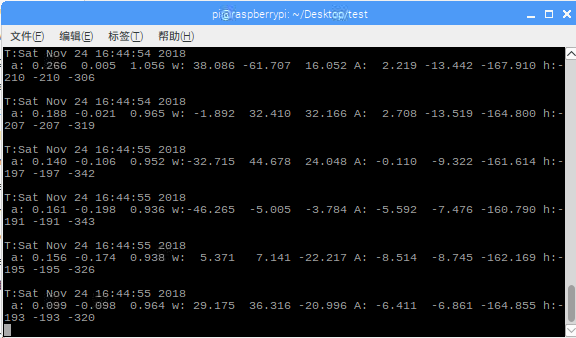 pi@raspberrypi: ~/Desktop/test
文件(F) 编辑(E) 标签(T) 帮助(H)
T:Sat Nov 24 16:44:54 2018
a: 0.266 0.005 1.056 w: 38.086 -61.707 16.052 A: 2.219 -13.442 -167.910 h:-
210 -210 -306
T:Sat Nov 24 16:44:54 2018
a: 0.188 -0.021 0.965 w: -1.892 32.410 32.166 A: 2.708 -13.519 -164.800 h:-
207 -207 -319
T:Sat Nov 24 16:44:55 2018
a: 0.140 -0.106 0.952 w:-32.715 44.678 24.048 A: -0.110 -9.322 -161.614 h:-
197 -197 -342
T:Sat Nov 24 16:44:55 2018
a: 0.161 -0.198 0.936 w:-46.265 -5.005 -3.784 A: -5.592 -7.476 -160.790 h:-
191 -191 -343
T:Sat Nov 24 16:44:55 2018
a: 0.156 -0.174 0.938 w: 5.371 7.141 -22.217 A: -8.514 -8.745 -162.169 h:-
195 -195 -326
T:Sat Nov 24 16:44:55 2018
a: 0.099 -0.098 0.964 w: 29.175 36.316 -20.996 A: -6.411 -6.861 -164.855 h:-
193 -193 -320